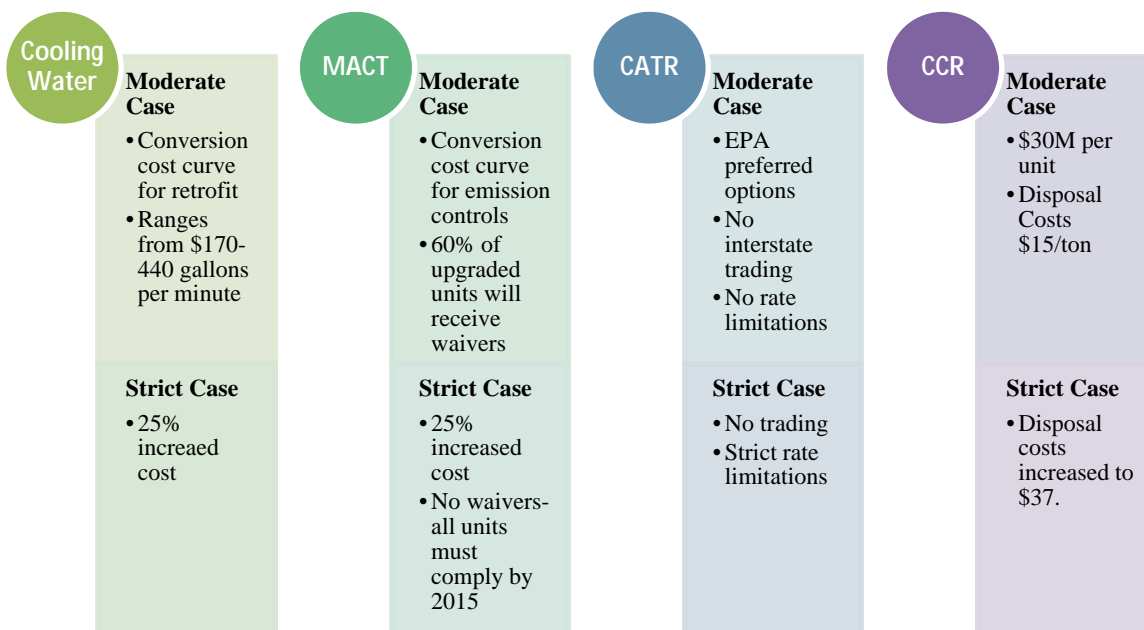 Cooling
Water
Moderate
Case
• Conversion
cost curve
for retrofit
• Ranges
from $170-
440 gallons
per minute
Strict Case
• 25%
increaed
cost
MACT
Moderate
Case
• Conversion
cost curve
for emission
controls
• 60% of
upgraded
units will
receive
waivers
Strict Case
• 25%
increased
cost
• No waivers-
all units
must
comply by
2015
CATR
Moderate
Case
• EPA
preferred
options
• No
interstate
trading
• No rate
limitations
Strict Case
• No trading
• Strict rate
limitations
CCR
Moderate
Case
• $30M per
unit
• Disposal
Costs
$15/ton
Strict Case
• Disposal
costs
increased to
$37.